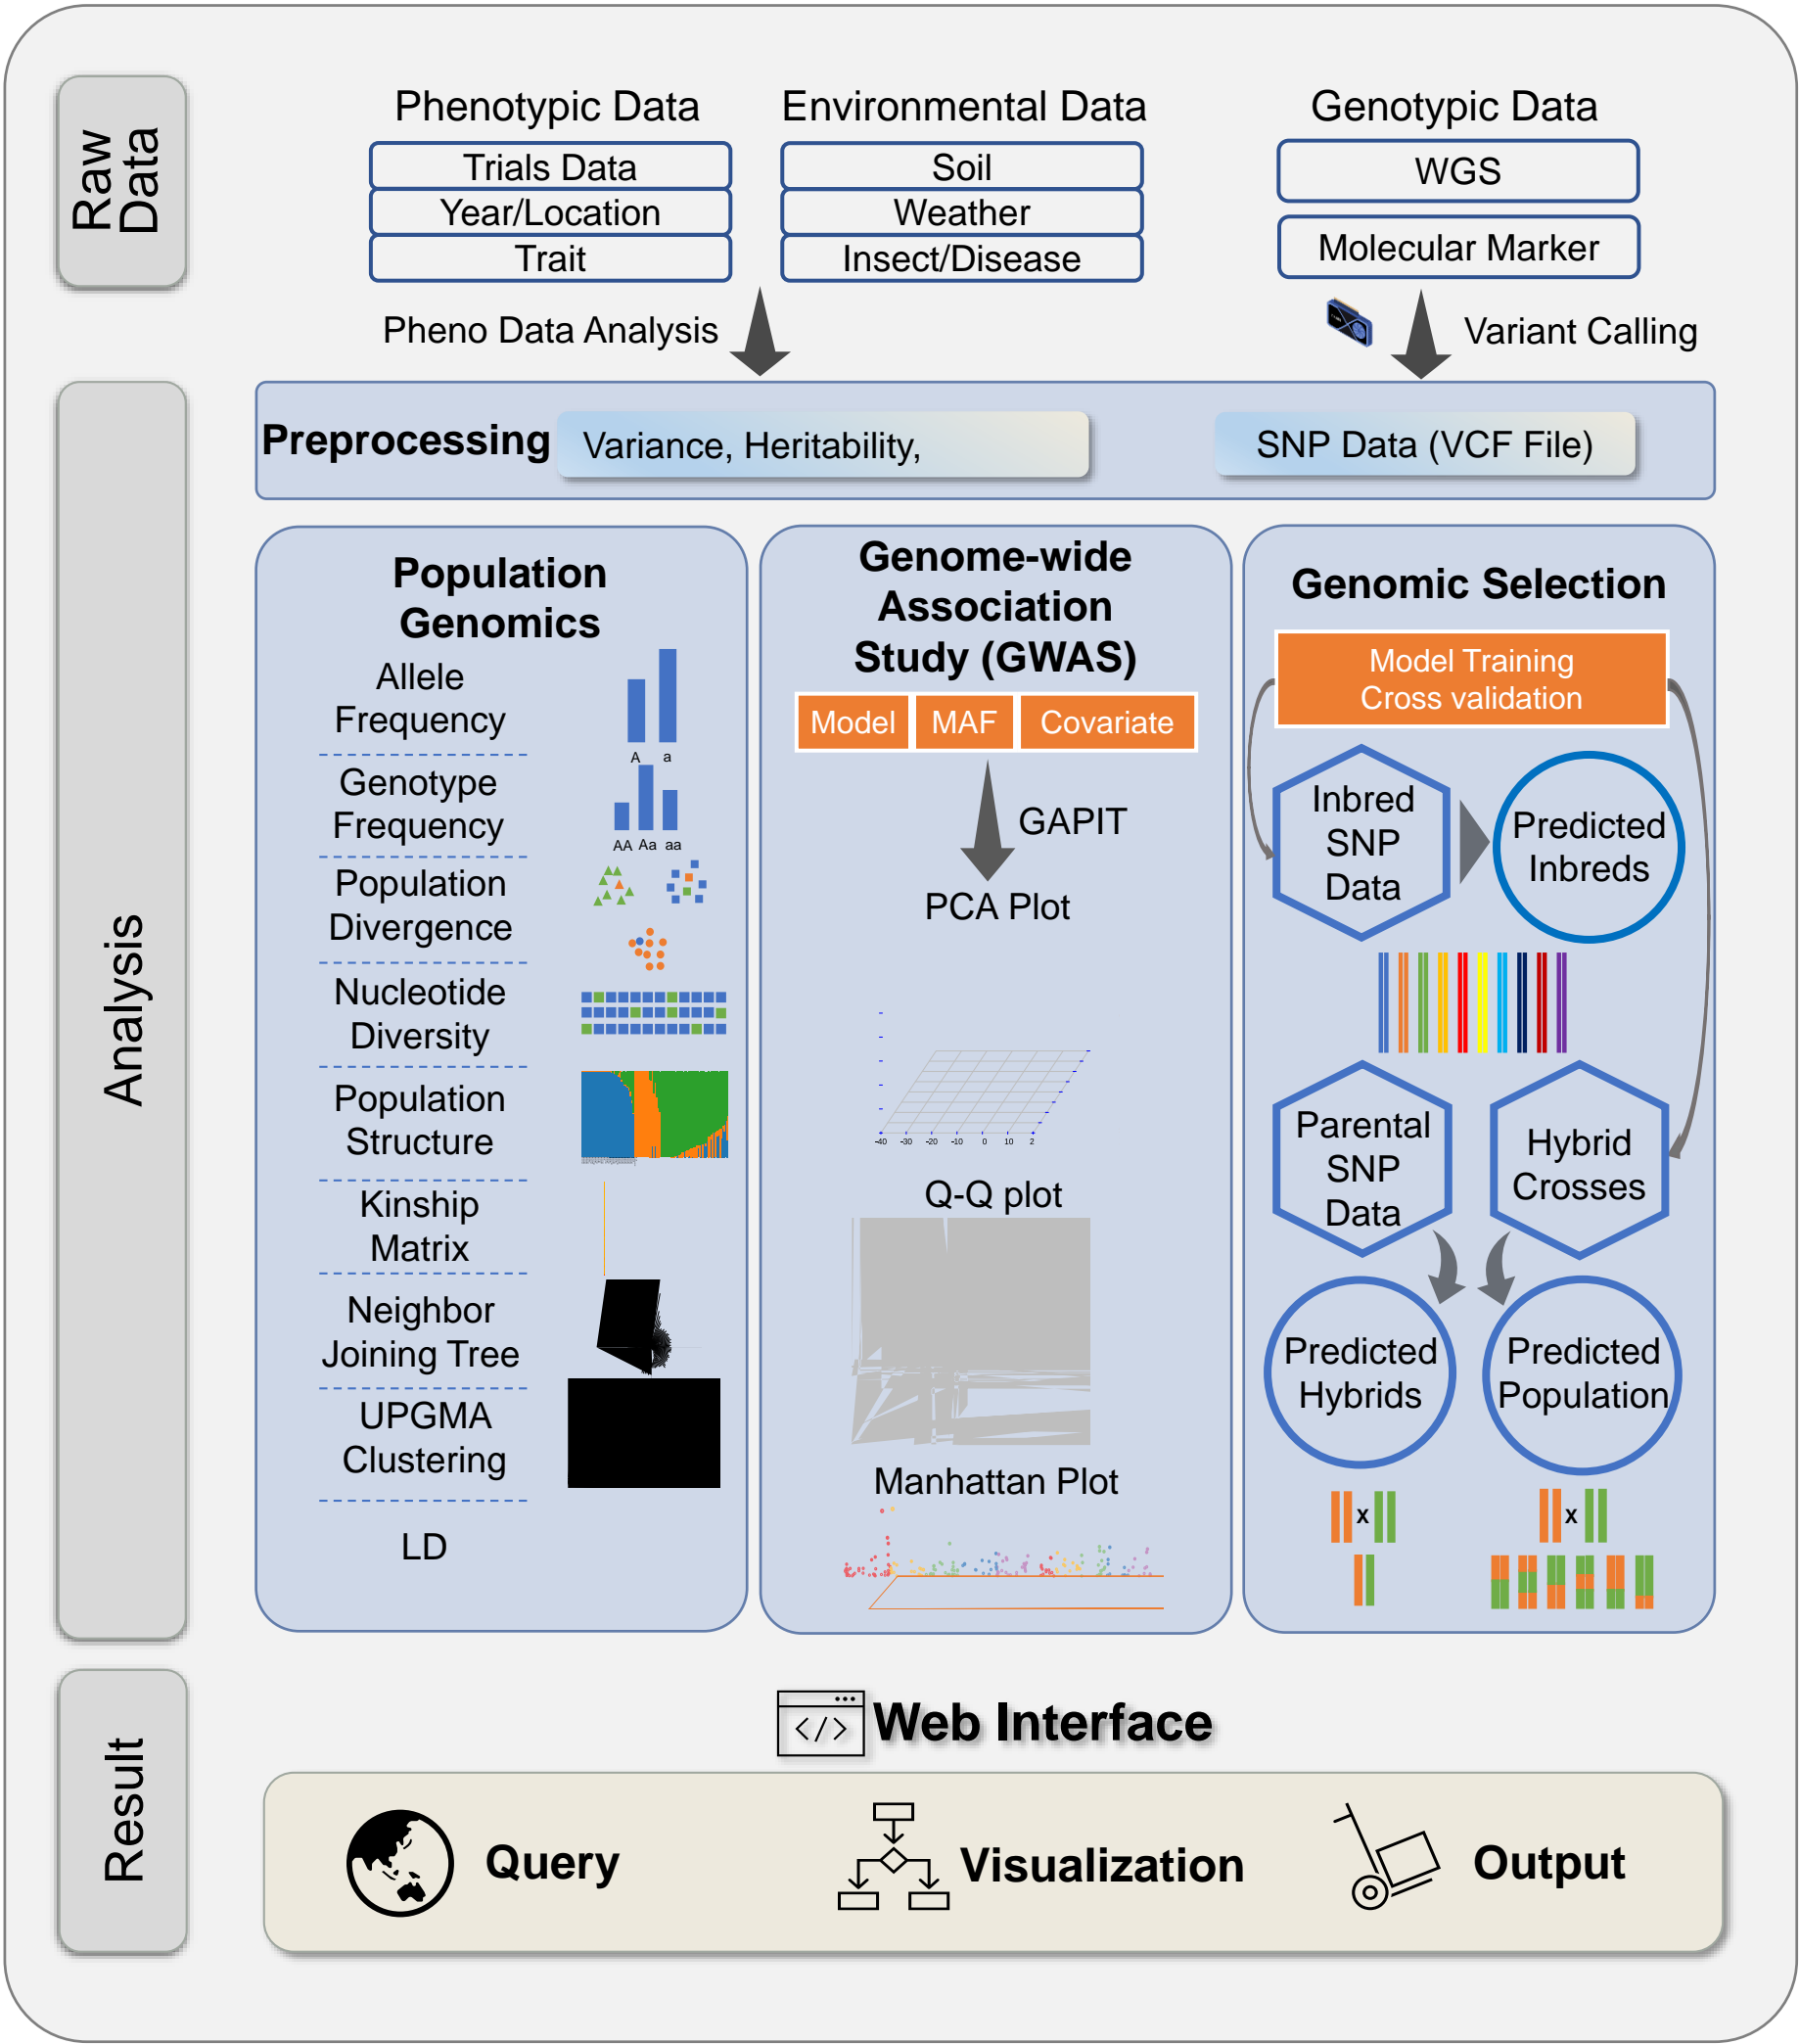 Raw
Data
Phenotypic Data
Trials Data
Year/Location
Trait
Environmental Data
Soil
Weather
Insect/Disease
Genotypic Data
WGS
Molecular Marker
Pheno Data Analysis
Variant Calling
Analysis
Preprocessing
Variance, Heritability,
SNP Data (VCF File)
Population
Genomics
Allele
Frequency
A a
Genotype
Frequency
AA Aa aa
Population
Divergence
Nucleotide
Diversity
Population
Structure
Kinship
Matrix
Neighbor
Joining Tree
UPGMA
Clustering
LD
Genome-wide
Association
Study (GWAS)
Model MAF Covariate
GAPIT
PCA Plot
-40 -30 -20 -10 0 10 2
Q-Q plot
Manhattan Plot
Genomic Selection
Model Training
Cross validation
Inbred
SNP
Data
Predicted
Inbreds
Parental
SNP
Data
Hybrid
Crosses
Predicted
Hybrids
Predicted
Population
x
x
Result
</> Web Interface
Query
Visualization
Output